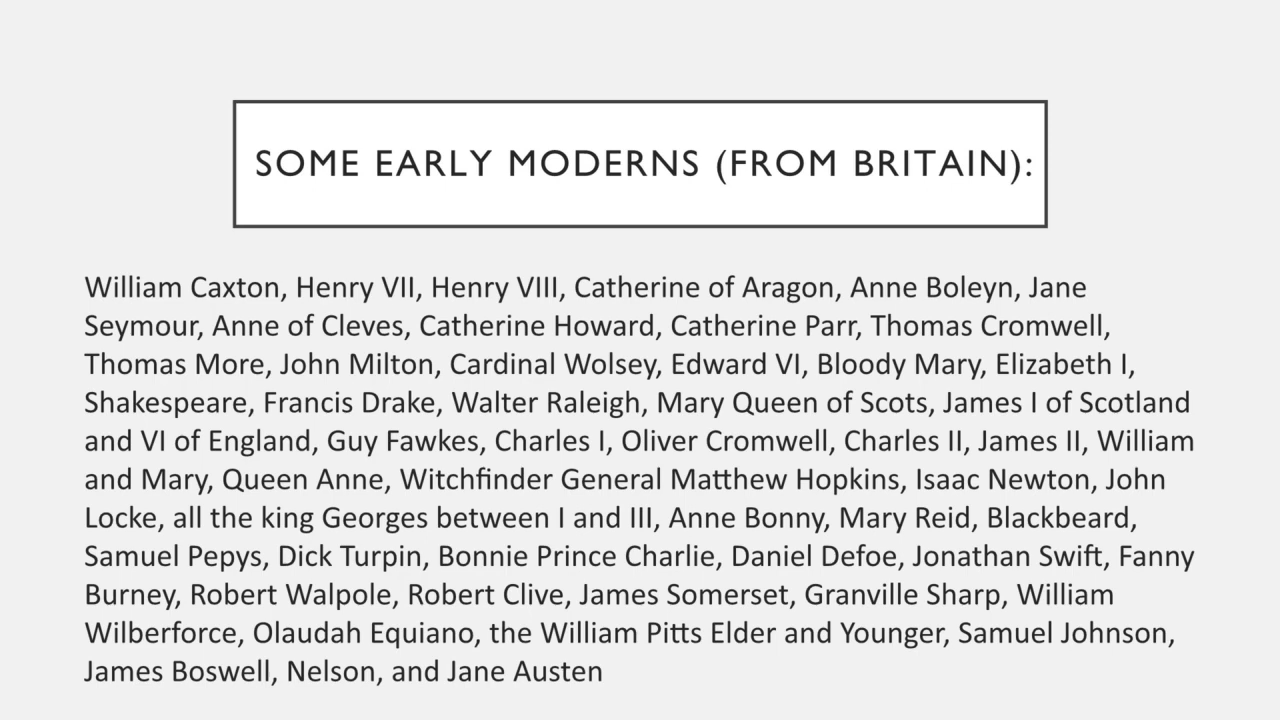 SOME EARLY MODERNS (FROM BRITAIN):
William Caxton, Henry VII, Henry VIII, Catherine of Aragon, Anne Boleyn, Jane
Seymour, Anne of Cleves, Catherine Howard, Catherine Parr, Thomas Cromwell,
Thomas More, John Milton, Cardinal Wolsey, Edward VI, Bloody Mary, Elizabeth I,
Shakespeare, Francis Drake, Walter Raleigh, Mary Queen of Scots, James I of Scotland
and VI of England, Guy Fawkes, Charles I, Oliver Cromwell, Charles II, James II, William
and Mary, Queen Anne, Witchfinder General Matthew Hopkins, Isaac Newton, John
Locke, all the king Georges between I and III, Anne Bonny, Mary Reid, Blackbeard,
Samuel Pepys, Dick Turpin, Bonnie Prince Charlie, Daniel Defoe, Jonathan Swift, Fanny
Burney, Robert Walpole, Robert Clive, James Somerset, Granville Sharp, William
Wilberforce, Olaudah Equiano, the William Pitts Elder and Younger, Samuel Johnson,
James Boswell, Nelson, and Jane Austen